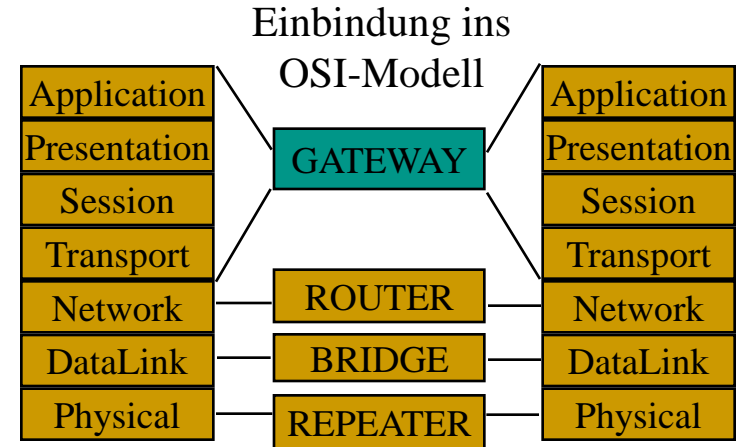 Einbindung ins
OSI-Modell
Application
Presentation
Session
Transport
Network
DataLink
Physical
GATEWAY
ROUTER
BRIDGE
REPEATER
Application
Presentation
Session
Transport
Network
DataLink
Physical